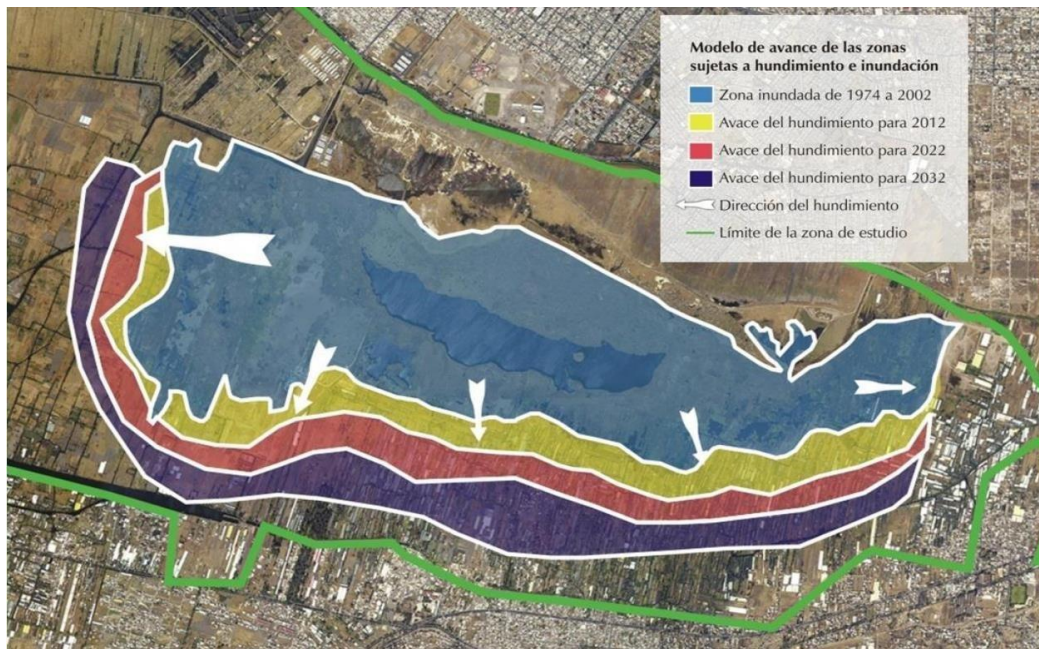 Modelo de avance de las zonas
sujetas a hundimiento e inundación
Zona inundada de 1974 a 2002
Avace del hundimiento para 2012
Avace del hundimiento para 2022
Avace del hundimiento para 2032
Dirección del hundimiento
Límite de la zona de estudio